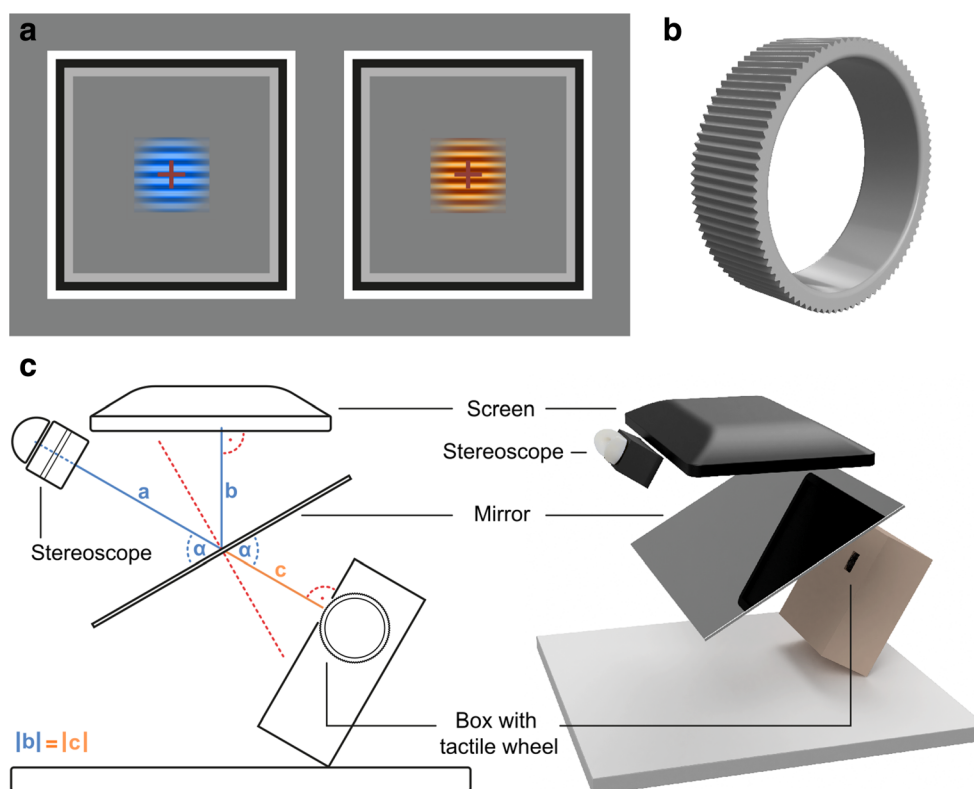 a
b
c
Screen
Stereoscope
Mirror
a
b
Stereoscope
α
α
c
Box with
tactile wheel
|b|=|c|